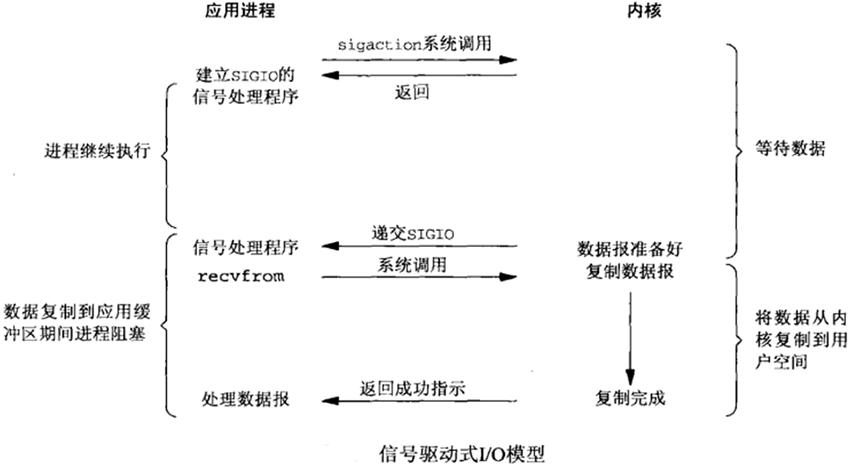 应用进程
内核
sigaction系统调用
建立SIGIO的
信号处理程序
返回
进程继续执行
等待数据
递交SIGIO
信号处理程序
数据报准备好
系统调用
recvfrom
复制数据报
数据复制到应用缓
冲区期间进程阻塞
将数据从内
核复制到用
户空间
返回成功指示
处理数据报
复制完成
信号驱动式I/O模型